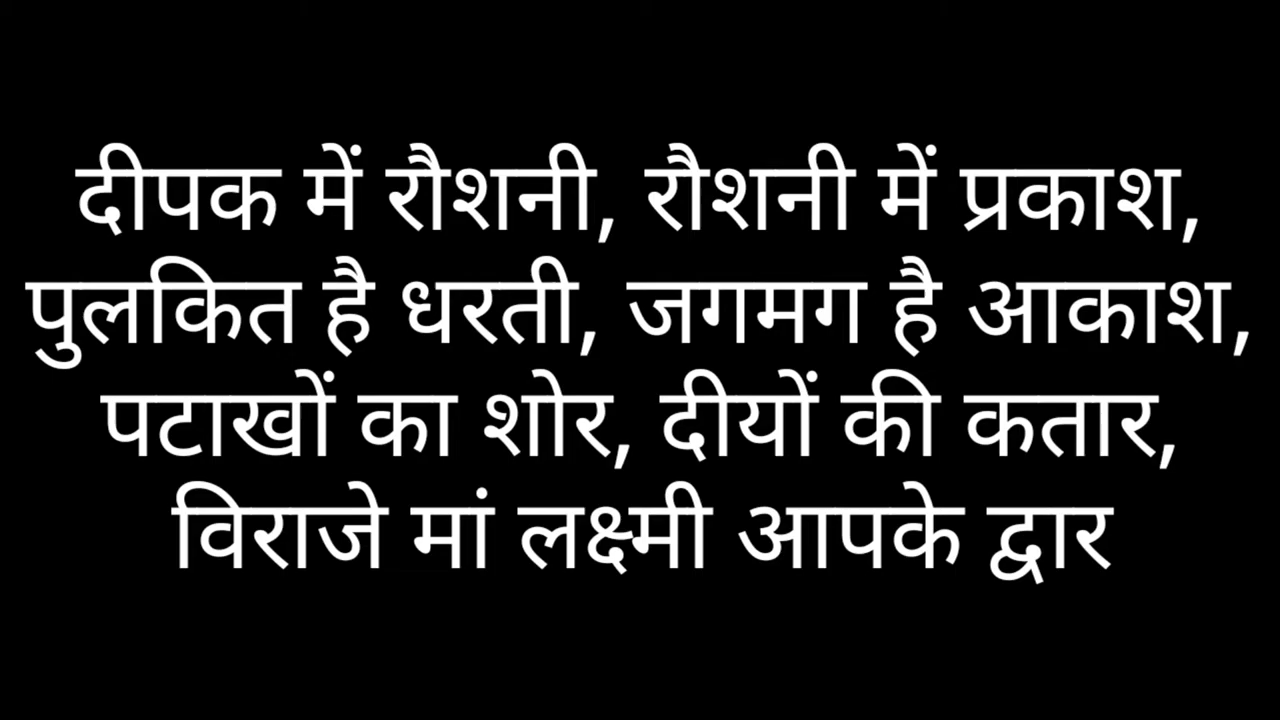 दीपक में रौशनी, रौशनी में प्रकाश,
पुलकित है धरती, जगमग है आकाश,
पटाखों का शोर, दीयों की कतार,
विराजे मां लक्ष्मी आपके द्वार